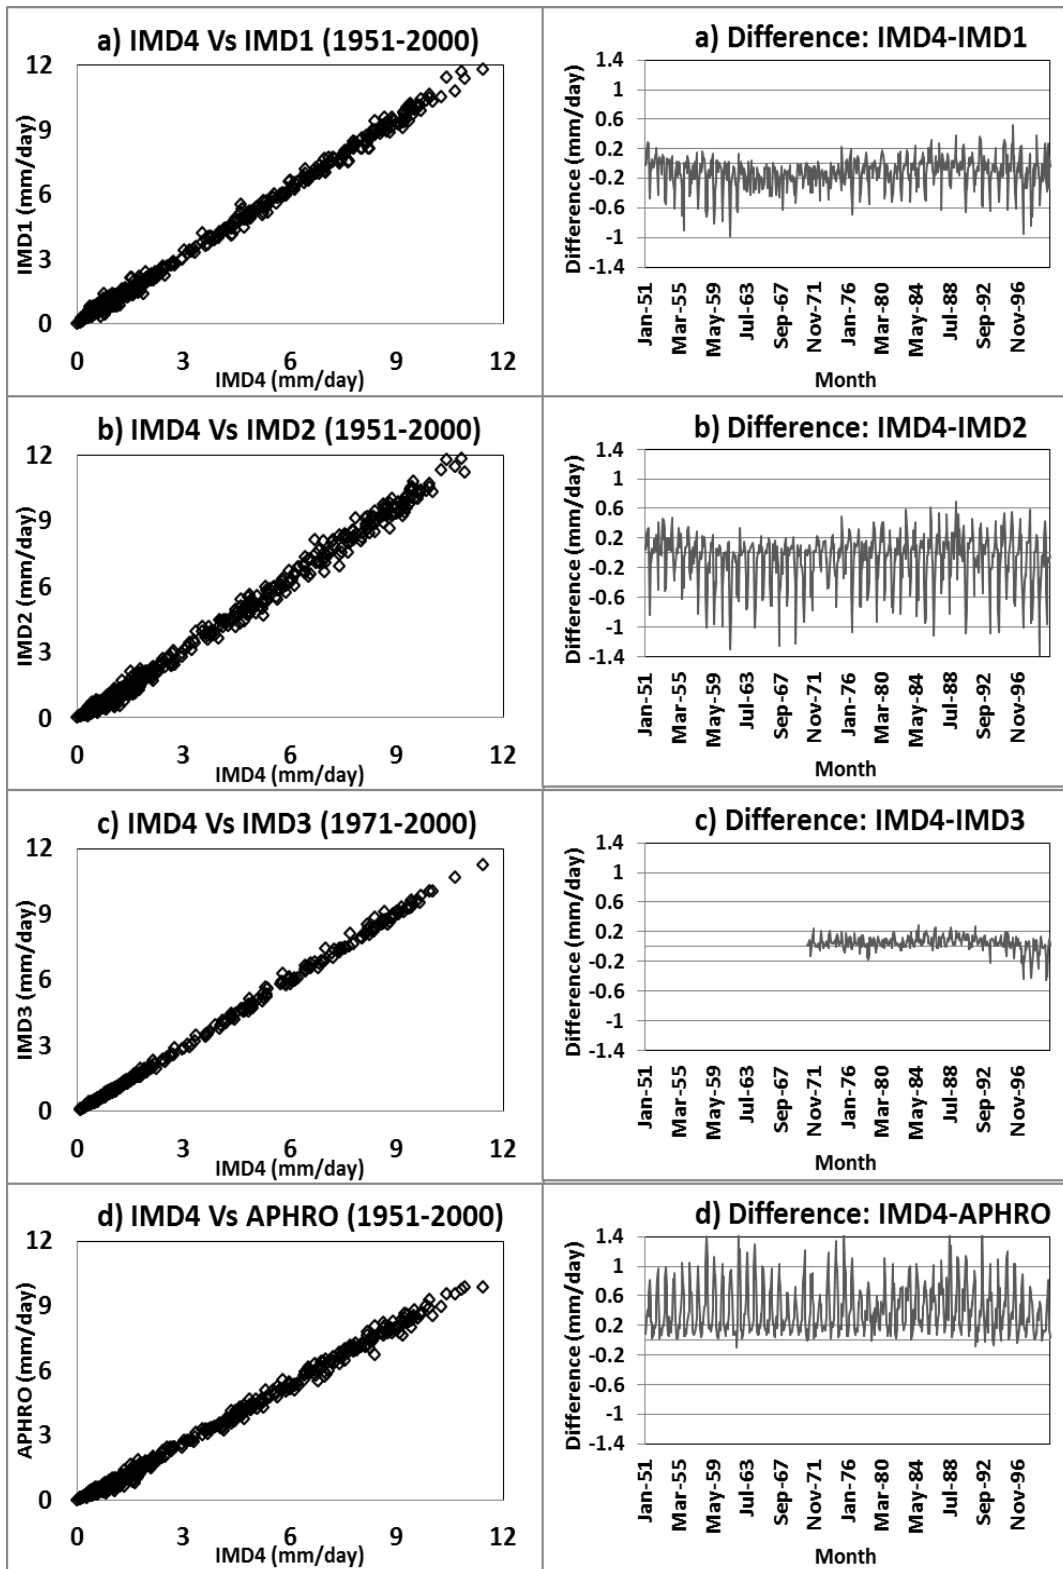 a) IMD4 Vs IMD1 (1951-2000)
12
9
6
3
0
IMD1 (mm/day)
0 3 6 9 12
IMD4 (mm/day)
a) Difference: IMD4-IMD1
1.4
1
0.6
0.2
-0.2
-0.6
-1
-1.4
Difference (mm/day)
Jan-51
Mar-55
May-59
Jul-63
Sep-67
Nov-71
Jan-76
Mar-80
May-84
Jul-88
Sep-92
Nov-96
Month
b) IMD4 Vs IMD2 (1951-2000)
12
9
6
3
0
IMD2 (mm/day)
0 3 6 9 12
IMD4 (mm/day)
b) Difference: IMD4-IMD2
1.4
1
0.6
0.2
-0.2
-0.6
-1
-1.4
Difference (mm/day)
Jan-51
Mar-55
May-59
Jul-63
Sep-67
Nov-71
Jan-76
Mar-80
May-84
Jul-88
Sep-92
Nov-96
Month
c) IMD4 Vs IMD3 (1971-2000)
12
9
6
3
0
IMD3 (mm/day)
0 3 6 9 12
IMD4 (mm/day)
c) Difference: IMD4-IMD3
1.4
1
0.6
0.2
-0.2
-0.6
-1
-1.4
Difference (mm/day)
Jan-51
Mar-55
May-59
Jul-63
Sep-67
Nov-71
Jan-76
Mar-80
May-84
Jul-88
Sep-92
Nov-96
Month
d) IMD4 Vs APHRO (1951-2000)
12
9
6
3
0
APHRO (mm/day)
0 3 6 9 12
IMD4 (mm/day)
d) Difference: IMD4-APHRO
1.4
1
0.6
0.2
-0.2
-0.6
-1
-1.4
Difference (mm/day)
Jan-51
Mar-55
May-59
Jul-63
Sep-67
Nov-71
Jan-76
Mar-80
May-84
Jul-88
Sep-92
Nov-96
Month